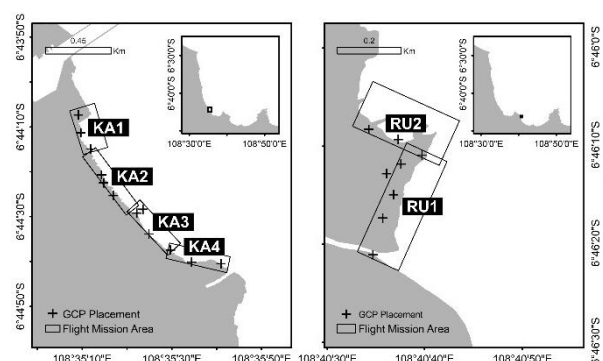 6°43'50"S
6°44'10"S
6°44'30"S
6°44'50"S
0.45
Km
6°30'0"S
6°40'0"S
108°30'0"E
108°50'0"E
KA1
KA2
KA3
KA4
GCP Placement
Flight Mission Area
108°35'10"E
108°35'30"E
108°35'50"E
0.2
Km
6°30'0"S
6°40'0"S
108°30'0"E
108°50'0"E
RU2
RU1
GCP Placement
Flight Mission Area
6°46'0"S
6°46'10"S
6°46'20"S
6°46'30"S
108°40'30"E
108°40'40"E
108°40'50"E